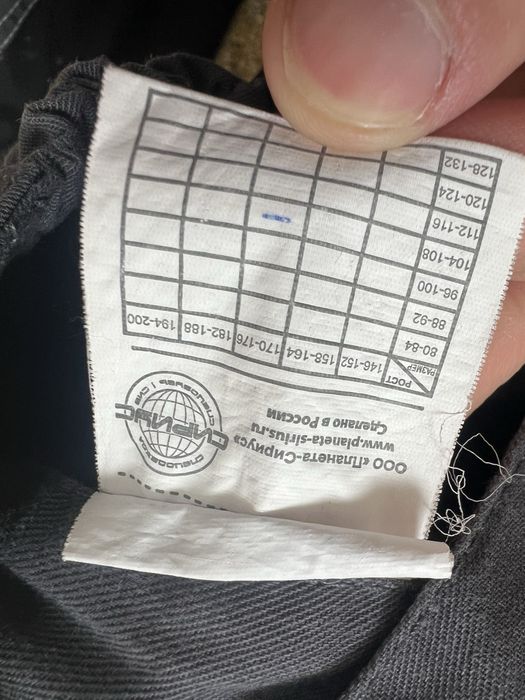 ООО «Планета-Сириус»
www.planeta-sirius.ru
Сделано в России
СПЕЦОДЕЖДА
СИРИУС
РОСТ
РАЗМЕР
146-152
158-164
170-176
182-188
194-200
80-84
88-92
96-100
104-108
112-116
120-124
128-132